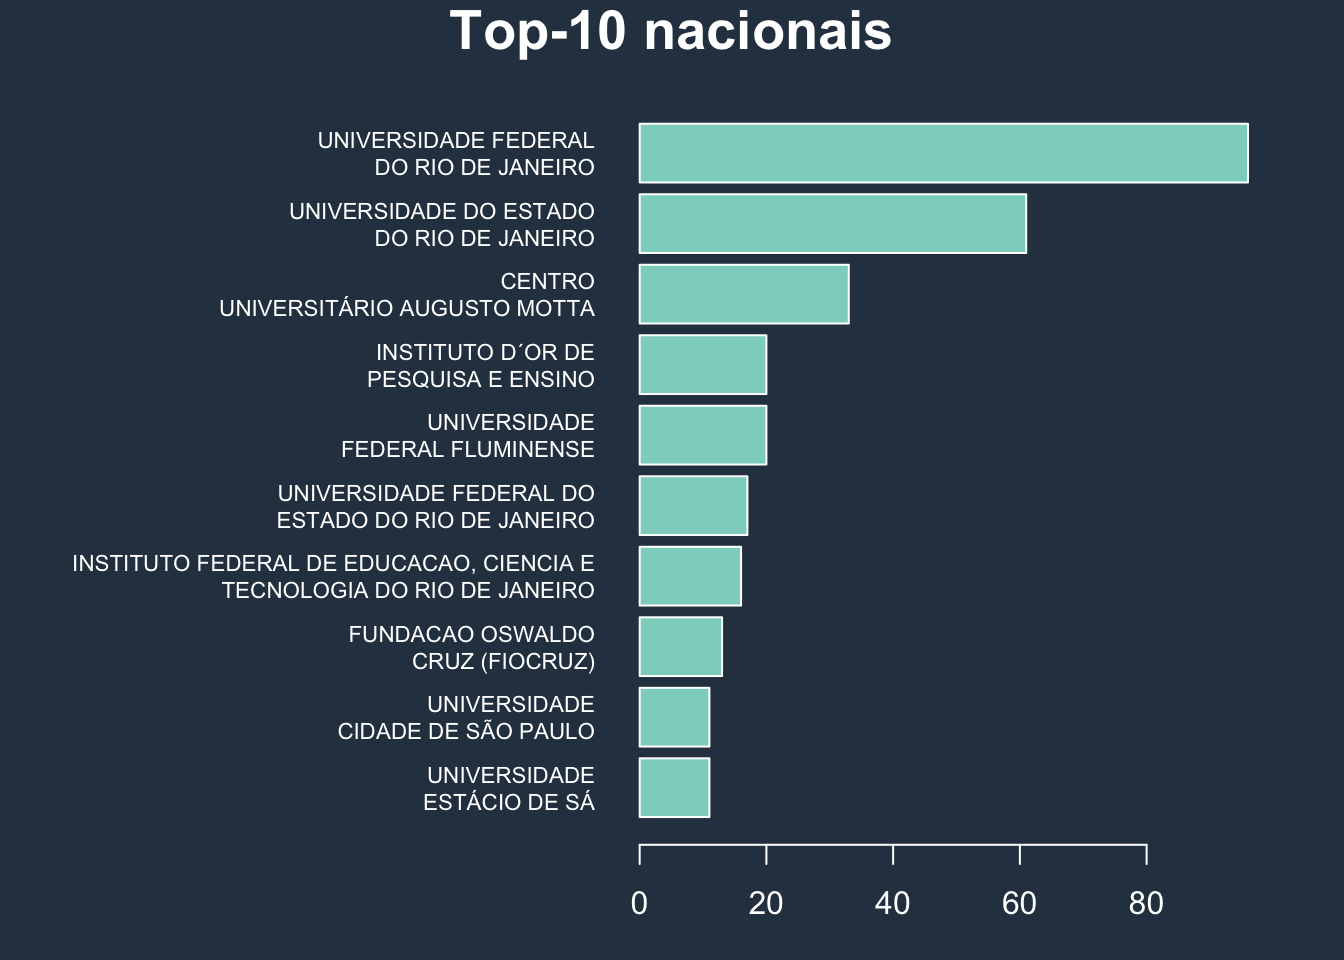 Top-10 nacionais
UNIVERSIDADE FEDERAL
DO RIO DE JANEIRO
UNIVERSIDADE DO ESTADO
DO RIO DE JANEIRO
CENTRO
UNIVERSITÁRIO AUGUSTO MOTTA
INSTITUTO D´OR DE
PESQUISA E ENSINO
UNIVERSIDADE
FEDERAL FLUMINENSE
UNIVERSIDADE FEDERAL DO
ESTADO DO RIO DE JANEIRO
INSTITUTO FEDERAL DE EDUCACAO, CIENCIA E
TECNOLOGIA DO RIO DE JANEIRO
FUNDACAO OSWALDO
CRUZ (FIOCRUZ)
UNIVERSIDADE
CIDADE DE SÃO PAULO
UNIVERSIDADE
ESTÁCIO DE SÁ
0 20 40 60 80